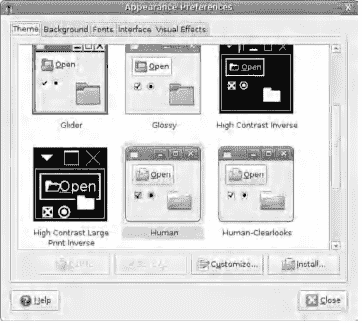 Appearance Preferences
Theme Background Fonts Interface Visual Effects
Open Open Open
Glider Glossy High Contrast Inverse
Open Open Open
High Contrast Large Print Inverse Human Human-Clearlooks
Customize... Install...
Help Close